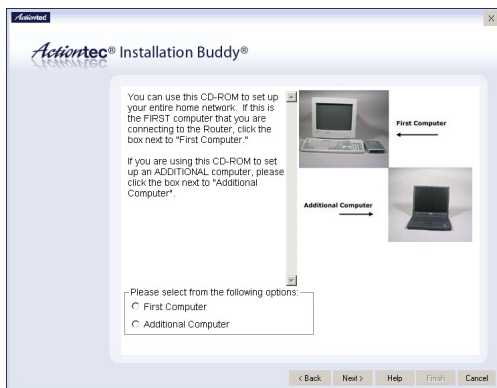 Actiontec
X
Actiontec® Installation Buddy®
You can use this CD-ROM to set up
your entire home network. If this is
the FIRST computer that you are
connecting to the Router, click the
box next to "First Computer."
If you are using this CD-ROM to set
up an ADDITIONAL computer, please
click the box next to "Additional
Computer".
First Computer
Additional Computer
Please select from the following options:
First Computer
Additional Computer
< Back Next > Help Finish Cancel